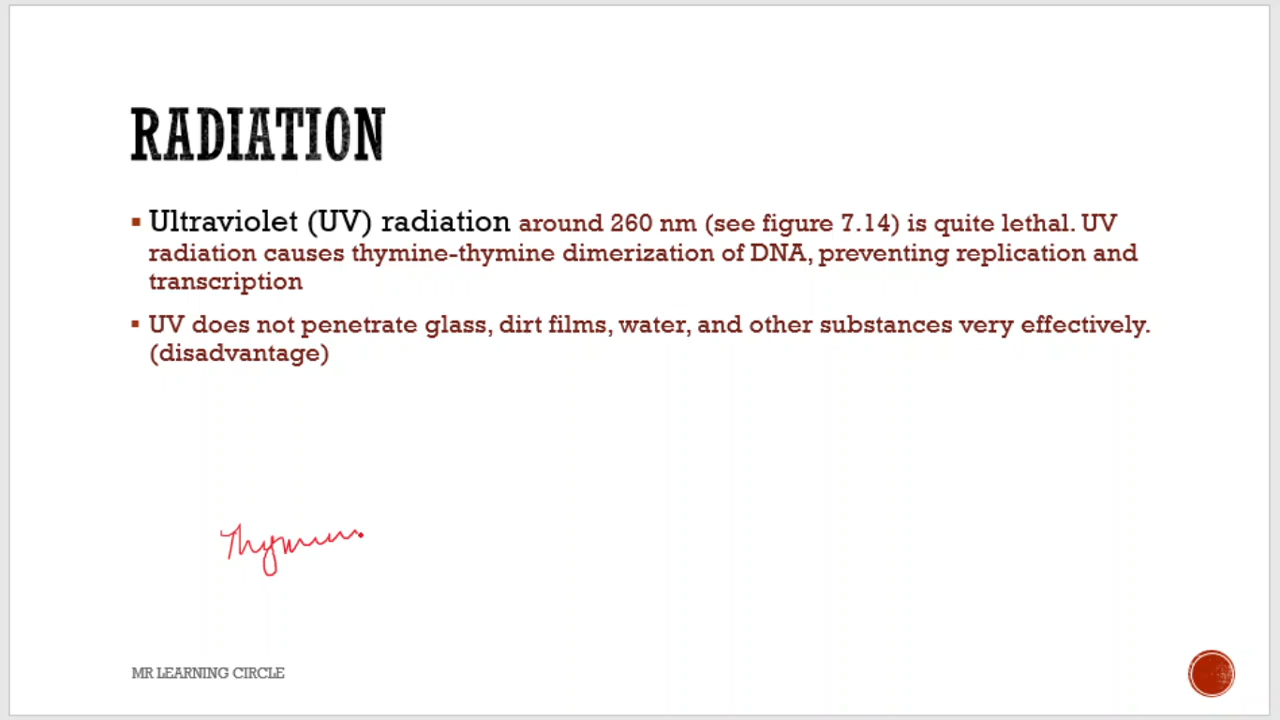 RADIATION
Ultraviolet (UV) radiation around 260 nm (see figure 7.14) is quite lethal. UV
radiation causes thymine-thymine dimerization of DNA, preventing replication and
transcription
UV does not penetrate glass, dirt films, water, and other substances very effectively.
(disadvantage)
MR LEARNING CIRCLE